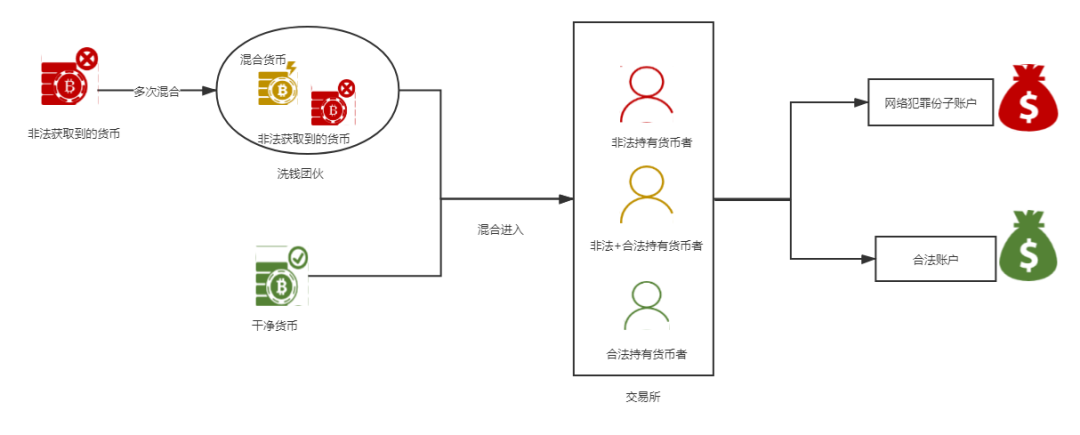 混合货币
非法获取到的货币
多次混合
非法获取到的货币
洗钱团伙
干净货币
混合进入
非法持有货币者
非法+合法持有货币者
合法持有货币者
交易所
网络犯罪份子账户
合法账户